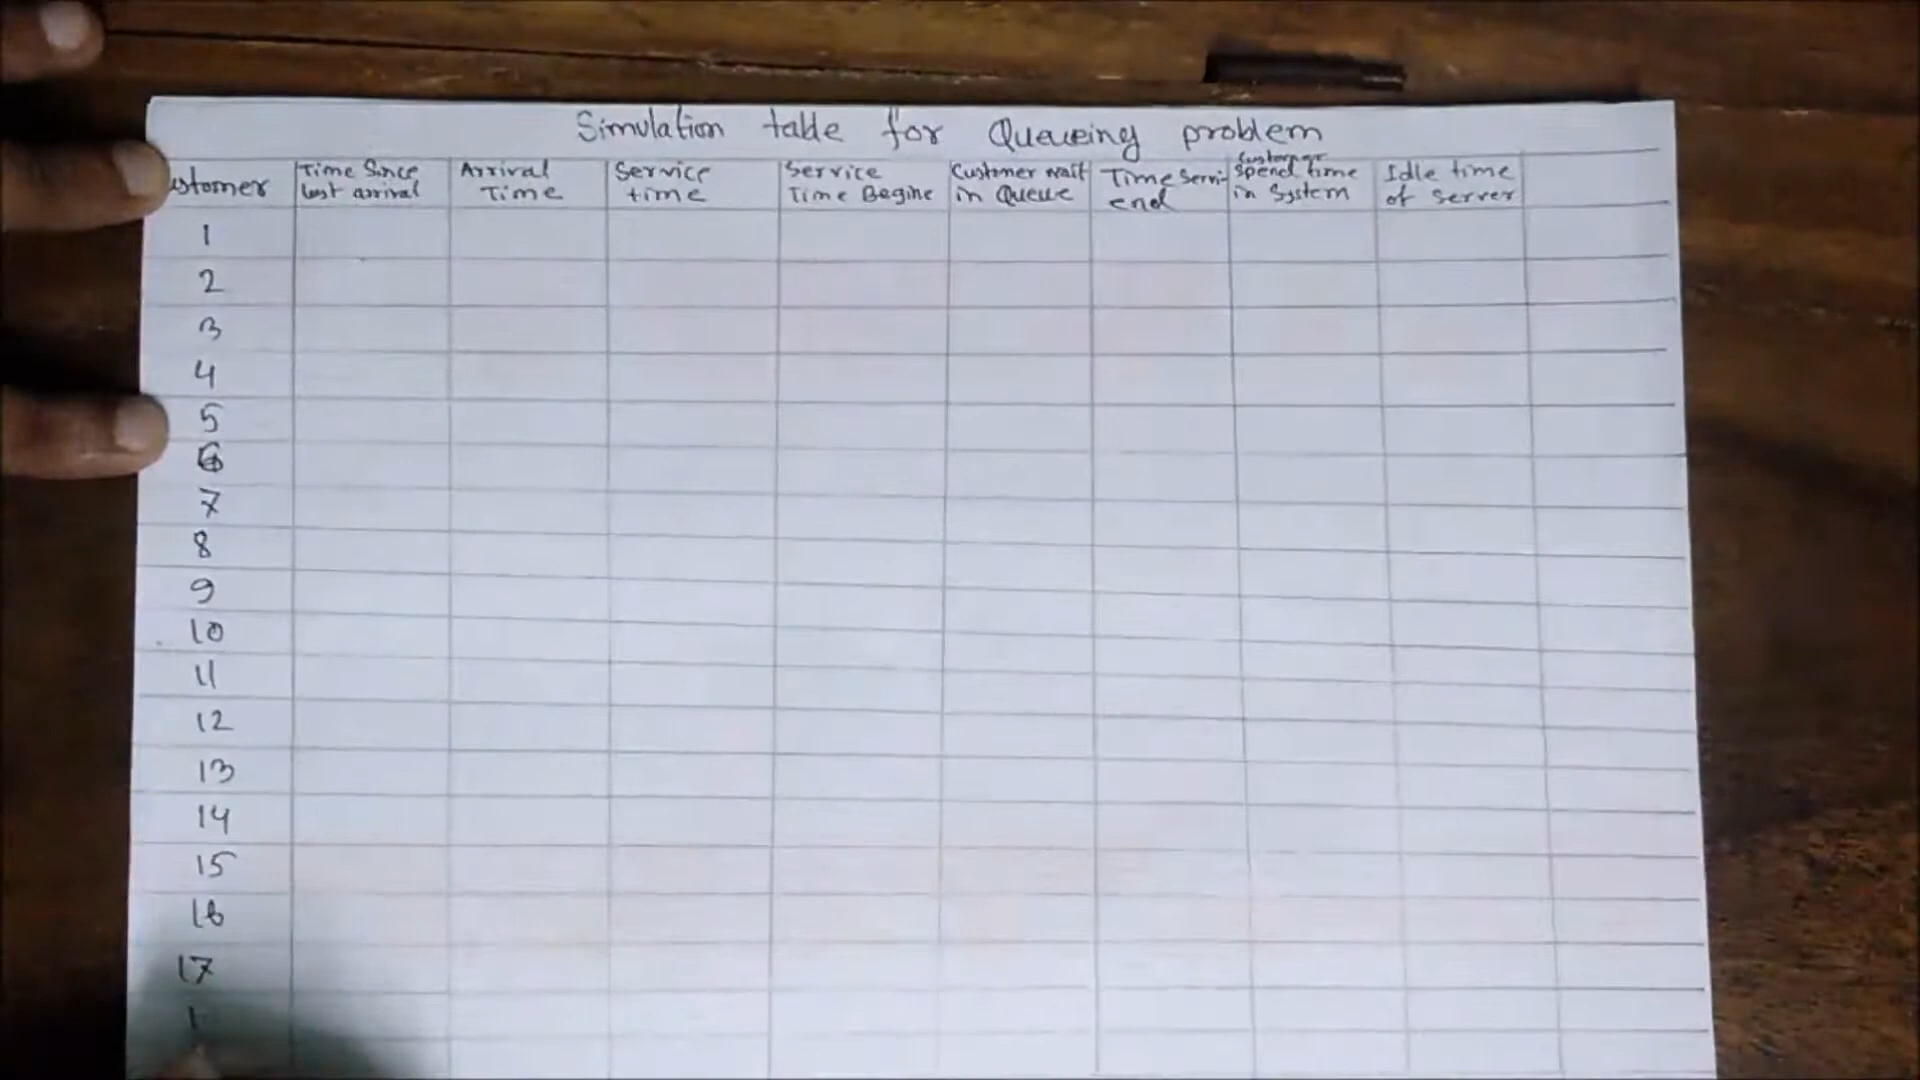 Simulation table for Queueing problem
ustomer
Time Since
last arrival
Arrival
Time
Service
time
Service
Time Begine
Customer wait
in Queue
Time Servi-
end
Customer
spend time
in System
Idle time
of server
1
2
3
4
5
6
7
8
9
10
11
12
13
14
15
16
17
1